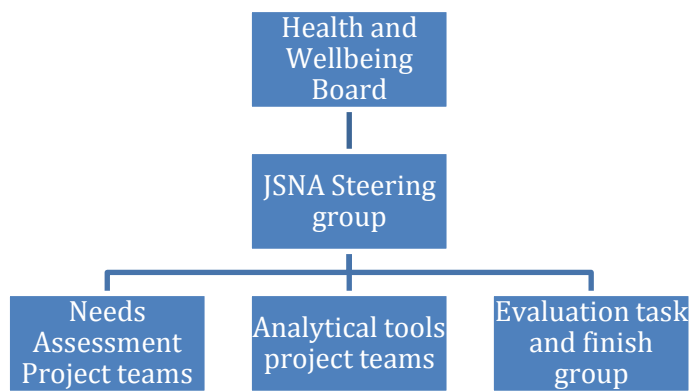 Health and
Wellbeing
Board
JSNA Steering
group
Needs
Assessment
Project teams
Analytical tools
project teams
Evaluation task
and finish
group